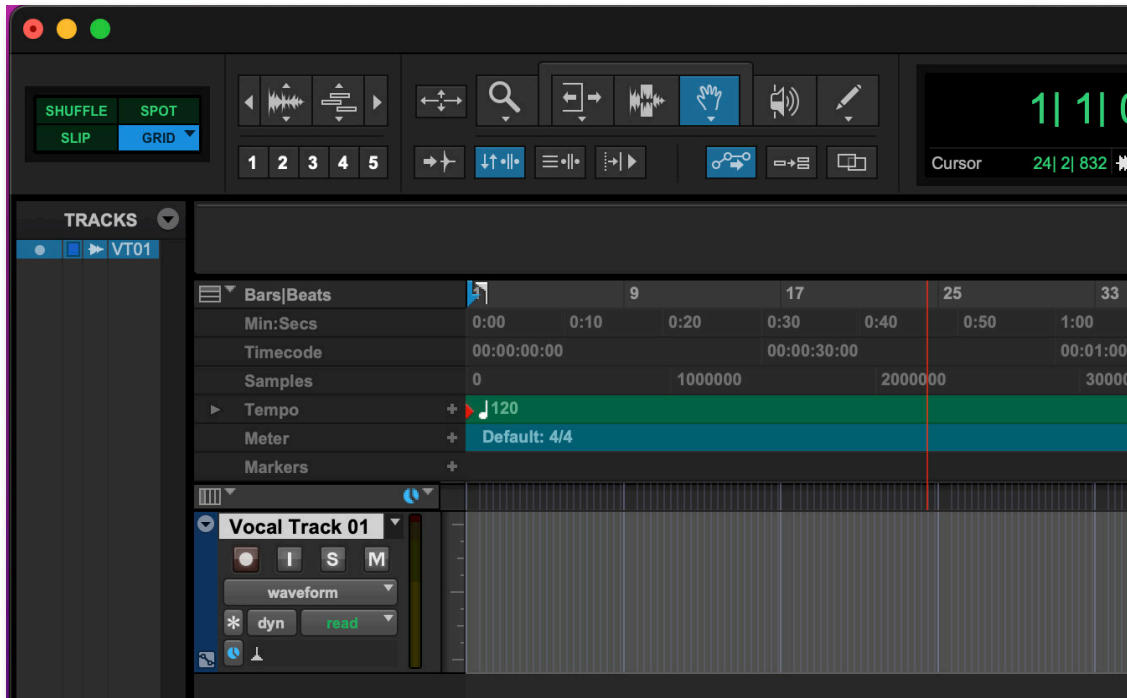 SHUFFLE SPOT
SLIP GRID
1 2 3 4 5
1| 1| 0
Cursor 24| 2| 832
TRACKS
VT01
Bars|Beats 1 9 17 25 33
Min:Secs 0:00 0:10 0:20 0:30 0:40 0:50 1:00
Timecode 00:00:00:00 00:00:30:00 00:01:00
Samples 0 1000000 2000000 30000
Tempo + 120
Meter + Default: 4/4
Markers +
Vocal Track 01
I S M
waveform
* dyn read